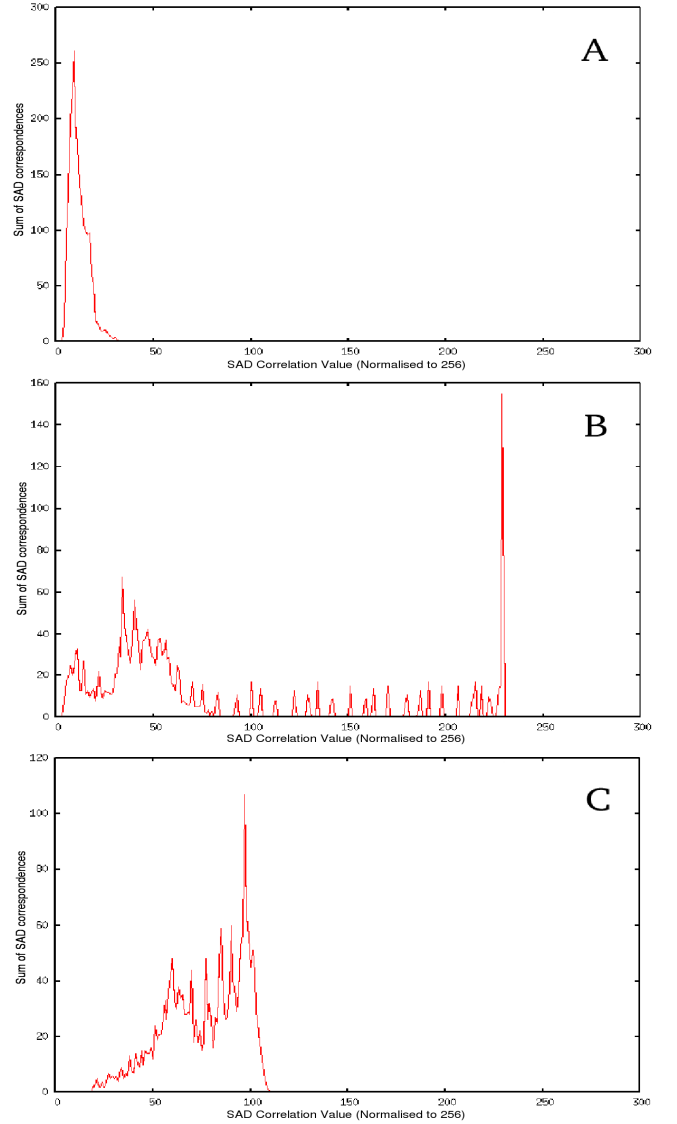 300
250
200
150
100
50
0
A
Sum of SAD correspondences
0 50 100 150 200 250 300
SAD Correlation Value (Normalised to 256)
160
140
120
100
80
60
40
20
0
B
Sum of SAD correspondences
0 50 100 150 200 250 300
SAD Correlation Value (Normalised to 256)
120
100
80
60
40
20
0
C
Sum of SAD correspondences
0 50 100 150 200 250 300
SAD Correlation Value (Normalised to 256)